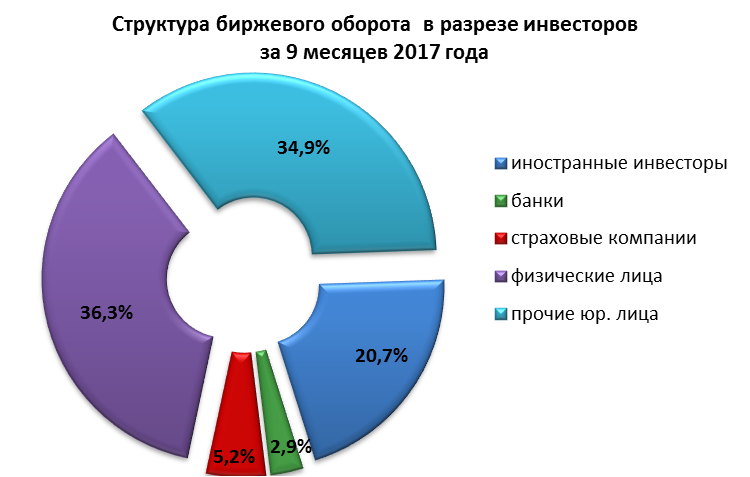 Структура биржевого оборота в разрезе инвесторов
за 9 месяцев 2017 года
34,9%
36,3%
20,7%
5,2%
2,9%
иностранные инвесторы
банки
страховые компании
физические лица
прочие юр. лица